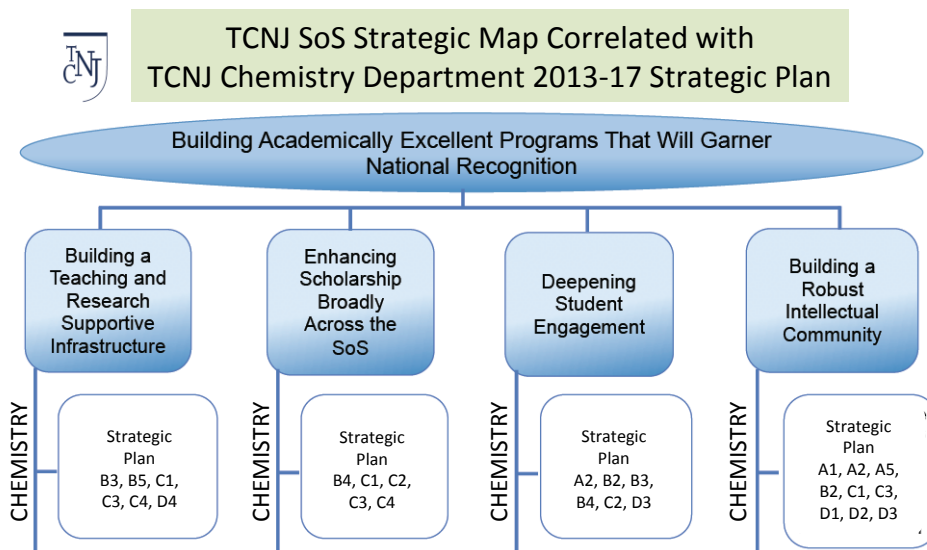 TCNJ
TCNJ SoS Strategic Map Correlated with
TCNJ Chemistry Department 2013-17 Strategic Plan
Building Academically Excellent Programs That Will Garner
National Recognition
Building a
Teaching and
Research
Supportive
Infrastructure
Enhancing
Scholarship
Broadly
Across the
SoS
Deepening
Student
Engagement
Building a
Robust
Intellectual
Community
CHEMISTRY
Strategic
Plan
B3, B5, C1,
C3, C4, D4
CHEMISTRY
Strategic
Plan
B4, C1, C2,
C3, C4
CHEMISTRY
Strategic
Plan
A2, B2, B3,
B4, C2, D3
CHEMISTRY
Strategic
Plan
A1, A2, A5,
B2, C1, C3,
D1, D2, D3